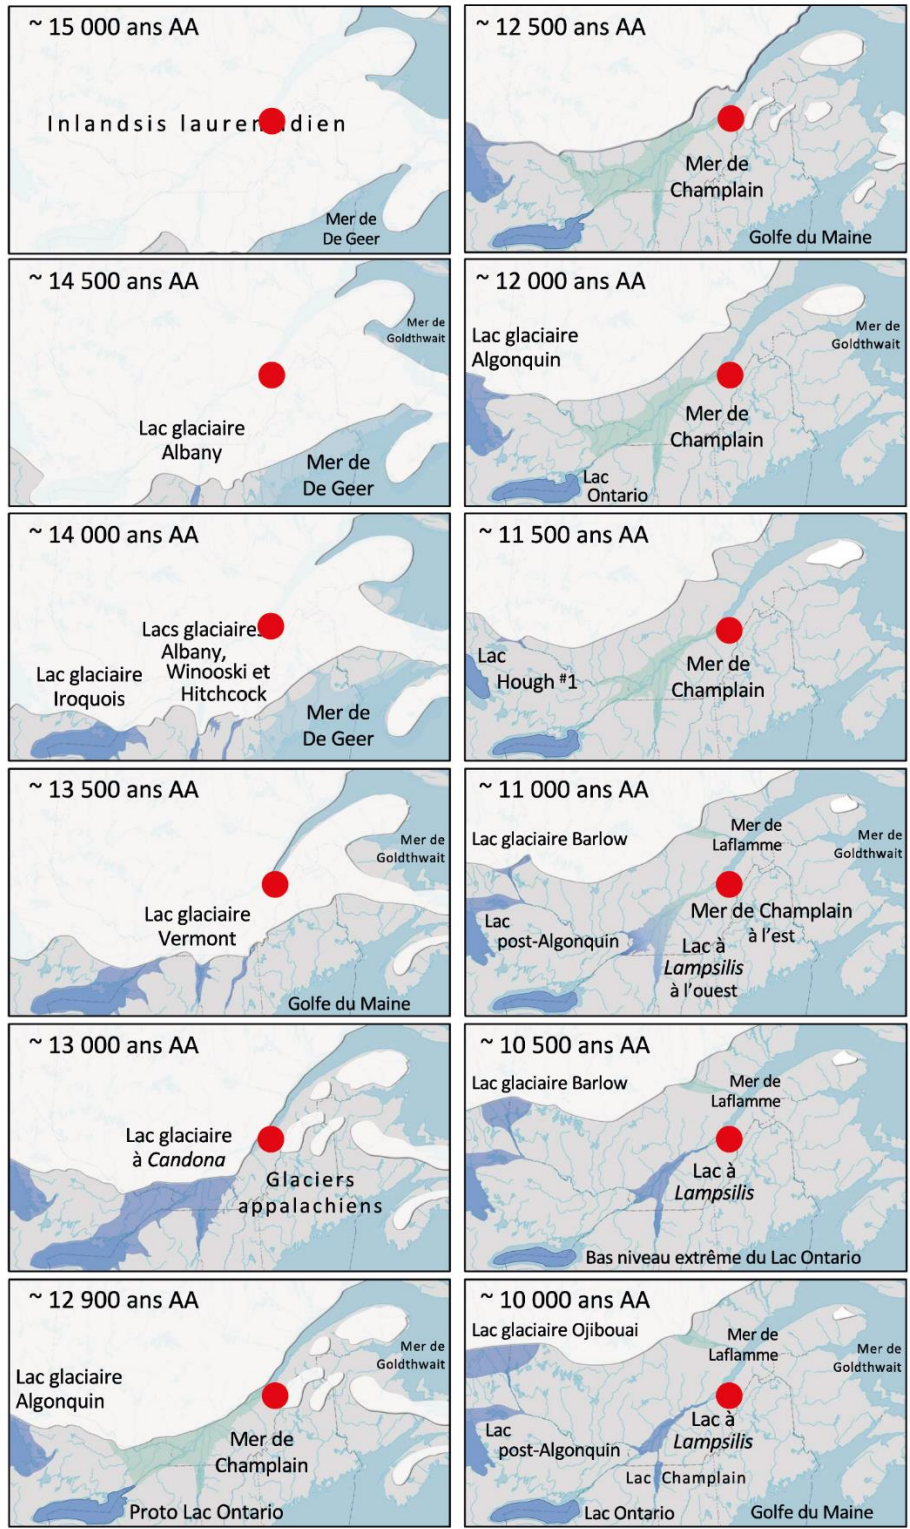 ~ 15 000 ans AA
Inlandsis laurentidien
Mer de
De Geer
~ 14 500 ans AA
Mer de
Goldthwait
Lac glaciaire
Albany
Mer de
De Geer
~ 14 000 ans AA
Lacs glaciaires
Albany,
Winooski et
Hitchcock
Lac glaciaire
Iroquois
Mer de
De Geer
~ 13 500 ans AA
Mer de
Goldthwait
Lac glaciaire
Vermont
Golfe du Maine
~ 13 000 ans AA
Lac glaciaire
à Candona
Glaciers
appalachiens
~ 12 900 ans AA
Mer de
Goldthwait
Lac glaciaire
Algonquin
Mer de
Champlain
Proto Lac Ontario
~ 12 500 ans AA
Mer de
Champlain
Golfe du Maine
~ 12 000 ans AA
Mer de
Goldthwait
Lac glaciaire
Algonquin
Mer de
Champlain
Lac
Ontario
~ 11 500 ans AA
Lac
Hough #1
Mer de
Champlain
~ 11 000 ans AA
Mer de
Laflamme
Mer de
Goldthwait
Lac glaciaire Barlow
Lac
post-Algonquin
Mer de Champlain
à l'est
Lac à
Lampsilis
à l'ouest
~ 10 500 ans AA
Lac glaciaire Barlow
Mer de
Laflamme
Lac à
Lampsilis
Bas niveau extrême du Lac Ontario
~ 10 000 ans AA
Lac glaciaire Ojibouai
Mer de
Laflamme
Mer de
Goldthwait
Lac
post-Algonquin
Lac à
Lampsilis
Lac Champlain
Lac Ontario
Golfe du Maine